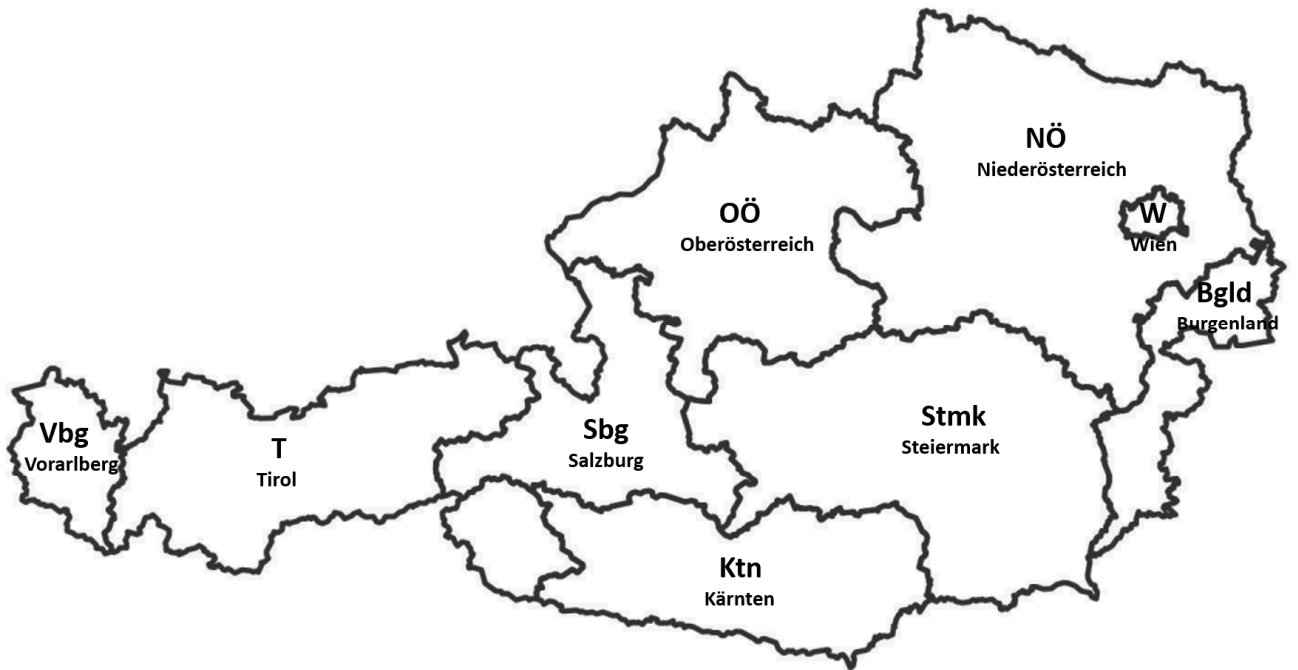 NÖ
Niederösterreich
OÖ
Oberösterreich
W
Wien
Bgld
Burgenland
Vbg
Vorarlberg
T
Tirol
Sbg
Salzburg
Stmk
Steiermark
Ktn
Kärnten